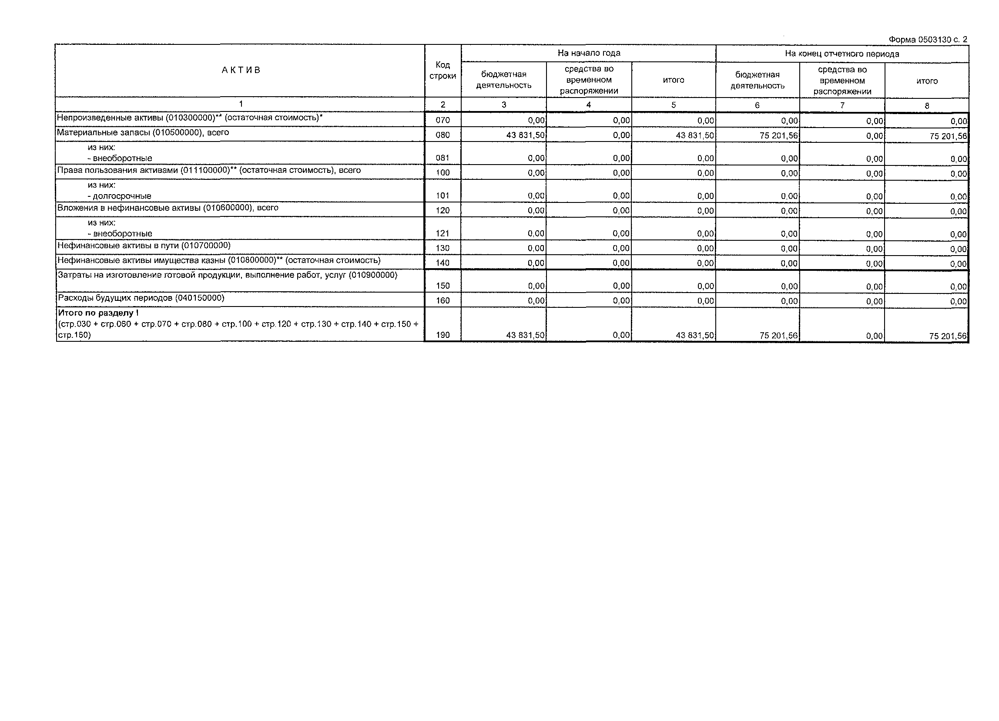 Форма 0503130 с. 2
А К Т И В
Код
строки
На начало года
На конец отчетного периода
бюджетная
деятельность
средства во
временном
распоряжении
итого
бюджетная
деятельность
средства во
временном
распоряжении
итого
1 2 3 4 5 6 7 8
Непроизведенные активы (010300000)** (остаточная стоимость)* 070 0,00 0,00 0,00 0,00 0,00 0,00
Материальные запасы (010500000), всего 080 43 831,50 0,00 43 831,50 75 201,56 0,00 75 201,56
из них:
- внеоборотные 081 0,00 0,00 0,00 0,00 0,00 0,00
Права пользования активами (011100000)** (остаточная стоимость), всего 100 0,00 0,00 0,00 0,00 0,00 0,00
из них:
- долгосрочные 101 0,00 0,00 0,00 0,00 0,00 0,00
Вложения в нефинансовые активы (010600000), всего 120 0,00 0,00 0,00 0,00 0,00 0,00
из них:
- внеоборотные 121 0,00 0,00 0,00 0,00 0,00 0,00
Нефинансовые активы в пути (010700000) 130 0,00 0,00 0,00 0,00 0,00 0,00
Нефинансовые активы имущества казны (010800000)** (остаточная стоимость) 140 0,00 0,00 0,00 0,00 0,00 0,00
Затраты на изготовление готовой продукции, выполнение работ, услуг (010900000)
150 0,00 0,00 0,00 0,00 0,00 0,00
Расходы будущих периодов (040150000) 160 0,00 0,00 0,00 0,00 0,00 0,00
Итого по разделу I
(стр.030 + стр.060 + стр.070 + стр.080 + стр.100 + стр.120 + стр.130 + стр.140 + стр.150 +
стр.160) 190 43 831,50 0,00 43 831,50 75 201,56 0,00 75 201,56